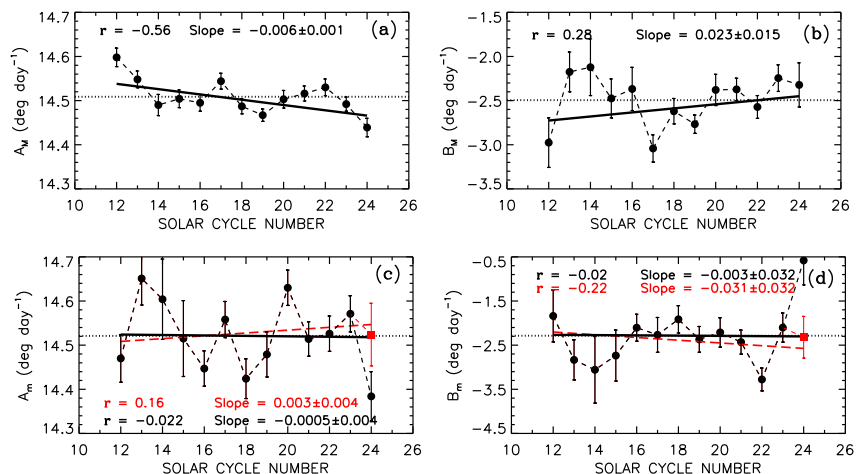 r = −0.56 Slope = −0.006±0.001 (a)
14.7
14.6
14.5
14.4
14.3
A_M (deg day⁻¹)
10 12 14 16 18 20 22 24 26
SOLAR CYCLE NUMBER
r = 0.28 Slope = 0.023±0.015
(b)
−1.5
−2.0
−2.5
−3.0
−3.5
B_M (deg day⁻¹)
10 12 14 16 18 20 22 24 26
SOLAR CYCLE NUMBER
(c)
14.7
14.6
14.5
14.4
14.3
A_m (deg day⁻¹)
r = 0.16 Slope = 0.003±0.004
r = −0.022 Slope = −0.0005±0.004
10 12 14 16 18 20 22 24 26
SOLAR CYCLE NUMBER
r = −0.02 Slope = −0.003±0.032
(d)
r = −0.22 Slope = −0.031±0.032
−0.5
−1.5
−2.5
−3.5
−4.5
B_m (deg day⁻¹)
10 12 14 16 18 20 22 24 26
SOLAR CYCLE NUMBER